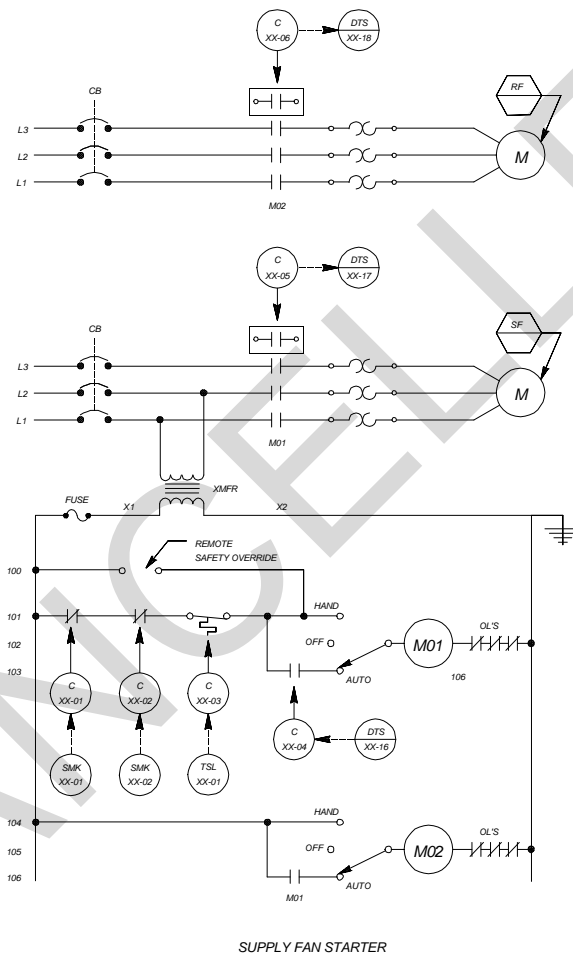 C DTS
XX-06 XX-18
RF
CB
L3
L2
M
L1
M02
C DTS
XX-05 XX-17
SF
CB
L3
L2
M
L1
M01
XMFR
FUSE X1 X2
REMOTE
SAFETY OVERRIDE
100
HAND
101
OL'S
102 OFF M01
103 106
AUTO
C C C
XX-01 XX-02 XX-03
C DTS
XX-04 XX-16
SMK SMK TSL
XX-01 XX-02 XX-01
HAND
104
OL'S
105 OFF M02
106
AUTO
M01
SUPPLY FAN STARTER
ANCELL